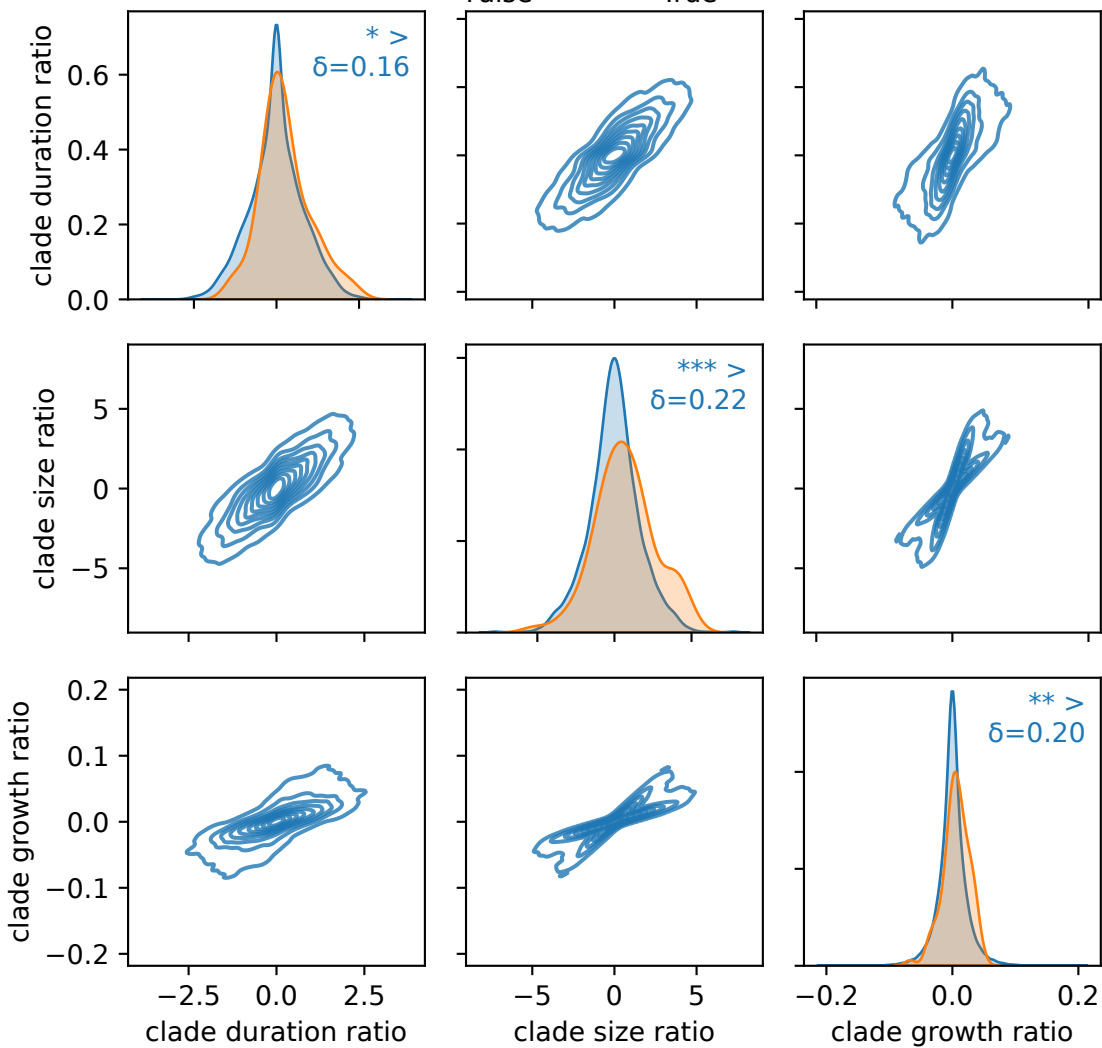 False True
clade duration ratio
0.6
0.4
0.2
0.0
* >
δ=0.16
clade size ratio
5
0
−5
*** >
δ=0.22
clade growth ratio
0.2
0.1
0.0
−0.1
−0.2
** >
δ=0.20
−2.5 0.0 2.5
−5 0 5
−0.2 0.0 0.2
clade duration ratio
clade size ratio
clade growth ratio